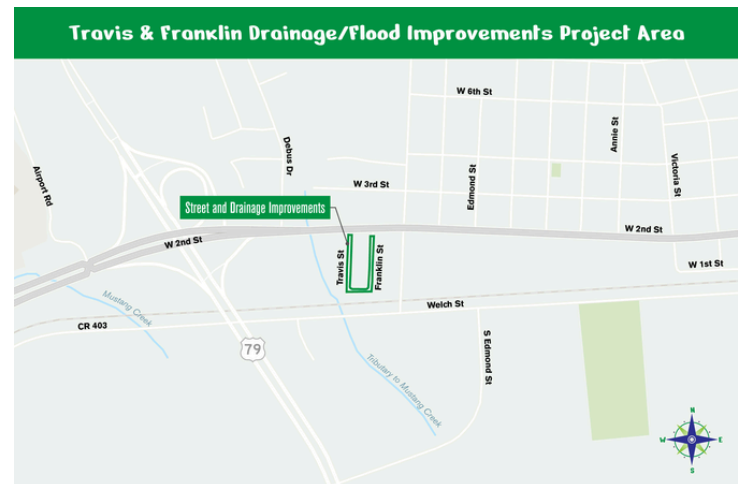 Travis & Franklin Drainage/Flood Improvements Project Area
W 6th St
Annie St
Debus Dr
Victoria St
Airport Rd
Edmond St
W 3rd St
Street and Drainage Improvements
W 2nd St
W 2nd St
Travis St
Franklin St
W 1st St
Mustang Creek
Welch St
CR 403
79
S Edmond St
Tributary to Mustang Creek
N
W
E
S